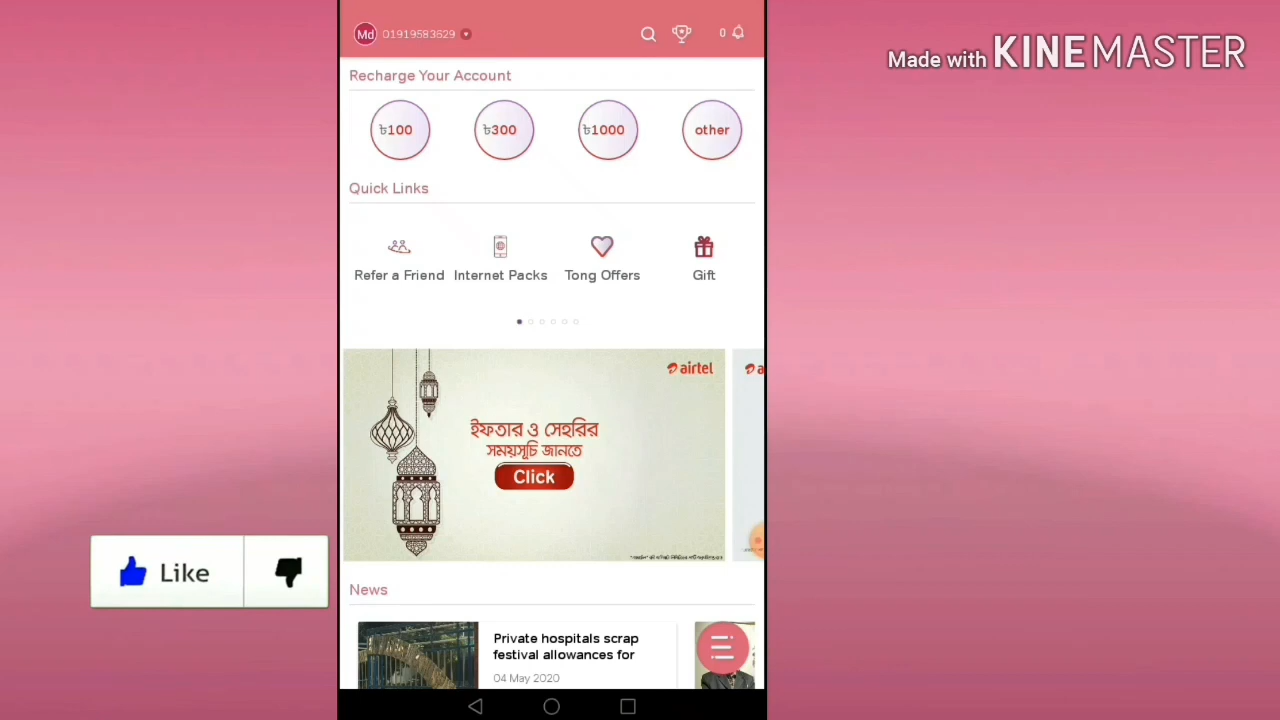 Md 01919583629
0
Made with KINEMASTER
Recharge Your Account
৳100
৳300
৳1000
other
Quick Links
Refer a Friend
Internet Packs
Tong Offers
Gift
airtel
ইফতার ও সেহরির
সময়সূচি জানতে
Click
Like
News
Private hospitals scrap
festival allowances for
04 May 2020